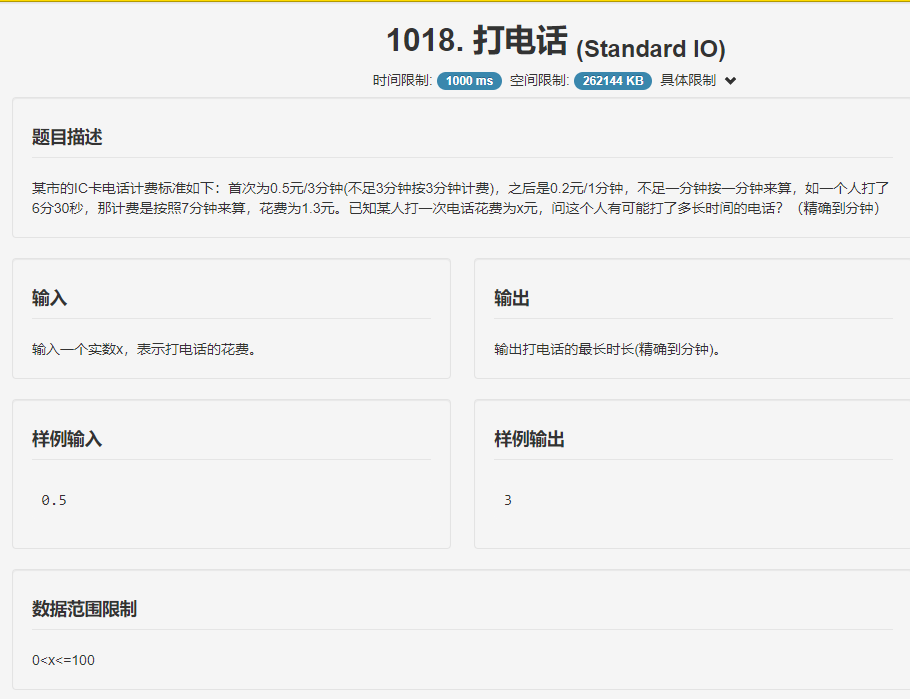 1018. 打电话 (Standard IO)
时间限制: 1000 ms 空间限制: 262144 KB 具体限制
题目描述
某市的IC卡电话计费标准如下：首次为0.5元/3分钟(不足3分钟按3分钟计费)，之后是0.2元/1分钟，不足一分钟按一分钟来算，如一个人打了
6分30秒，那计费是按照7分钟来算，花费为1.3元。已知某人打一次电话花费为x元，问这个人有可能打了多长时间的电话？（精确到分钟）
输入
输入一个实数x，表示打电话的花费。
输出
输出打电话的最长时长(精确到分钟)。
样例输入
0.5
样例输出
3
数据范围限制
0<x<=100